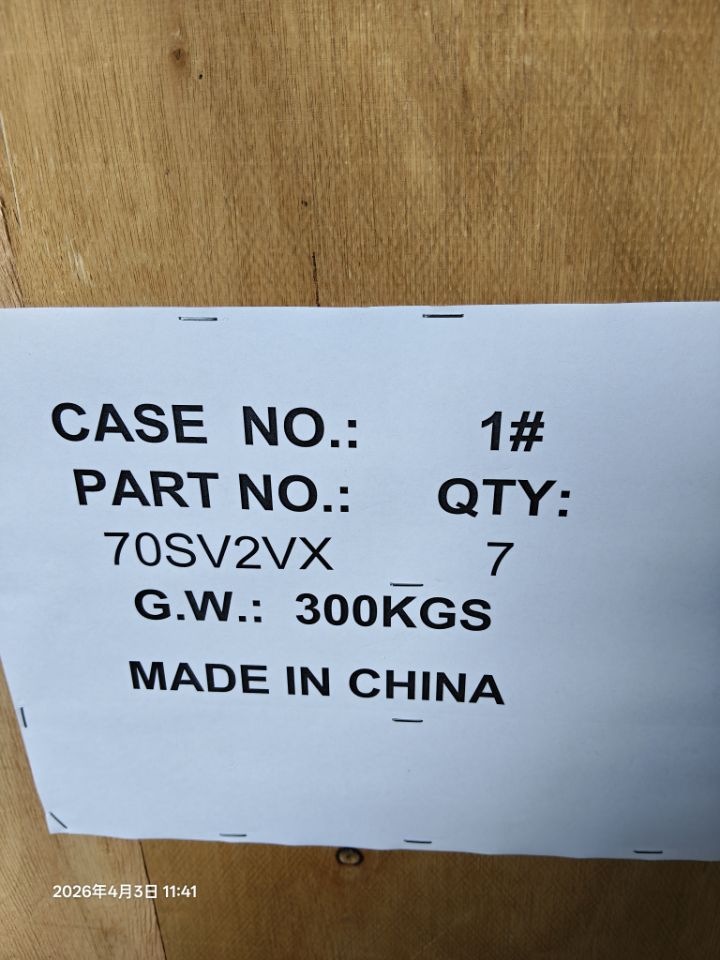 CASE NO.: 1#
PART NO.: QTY:
70SV2VX 7
G.W.: 300KGS
MADE IN CHINA
2026年4月3日 11:41